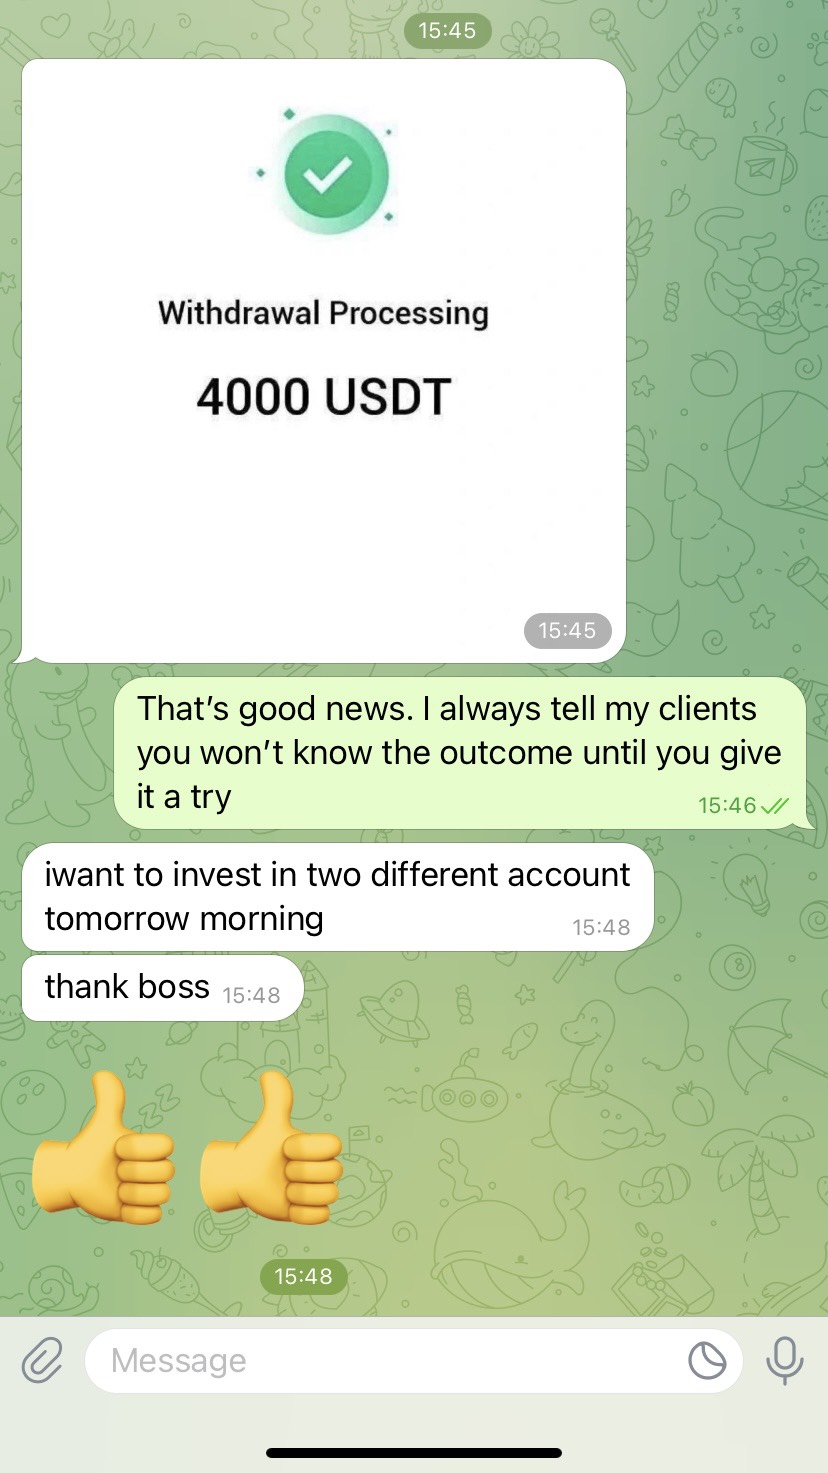 15:45
Withdrawal Processing
4000 USDT
15:45
That’s good news. I always tell my clients
you won’t know the outcome until you give
it a try
15:46
iwant to invest in two different account
tomorrow morning
15:48
thank boss 15:48
15:48
Message